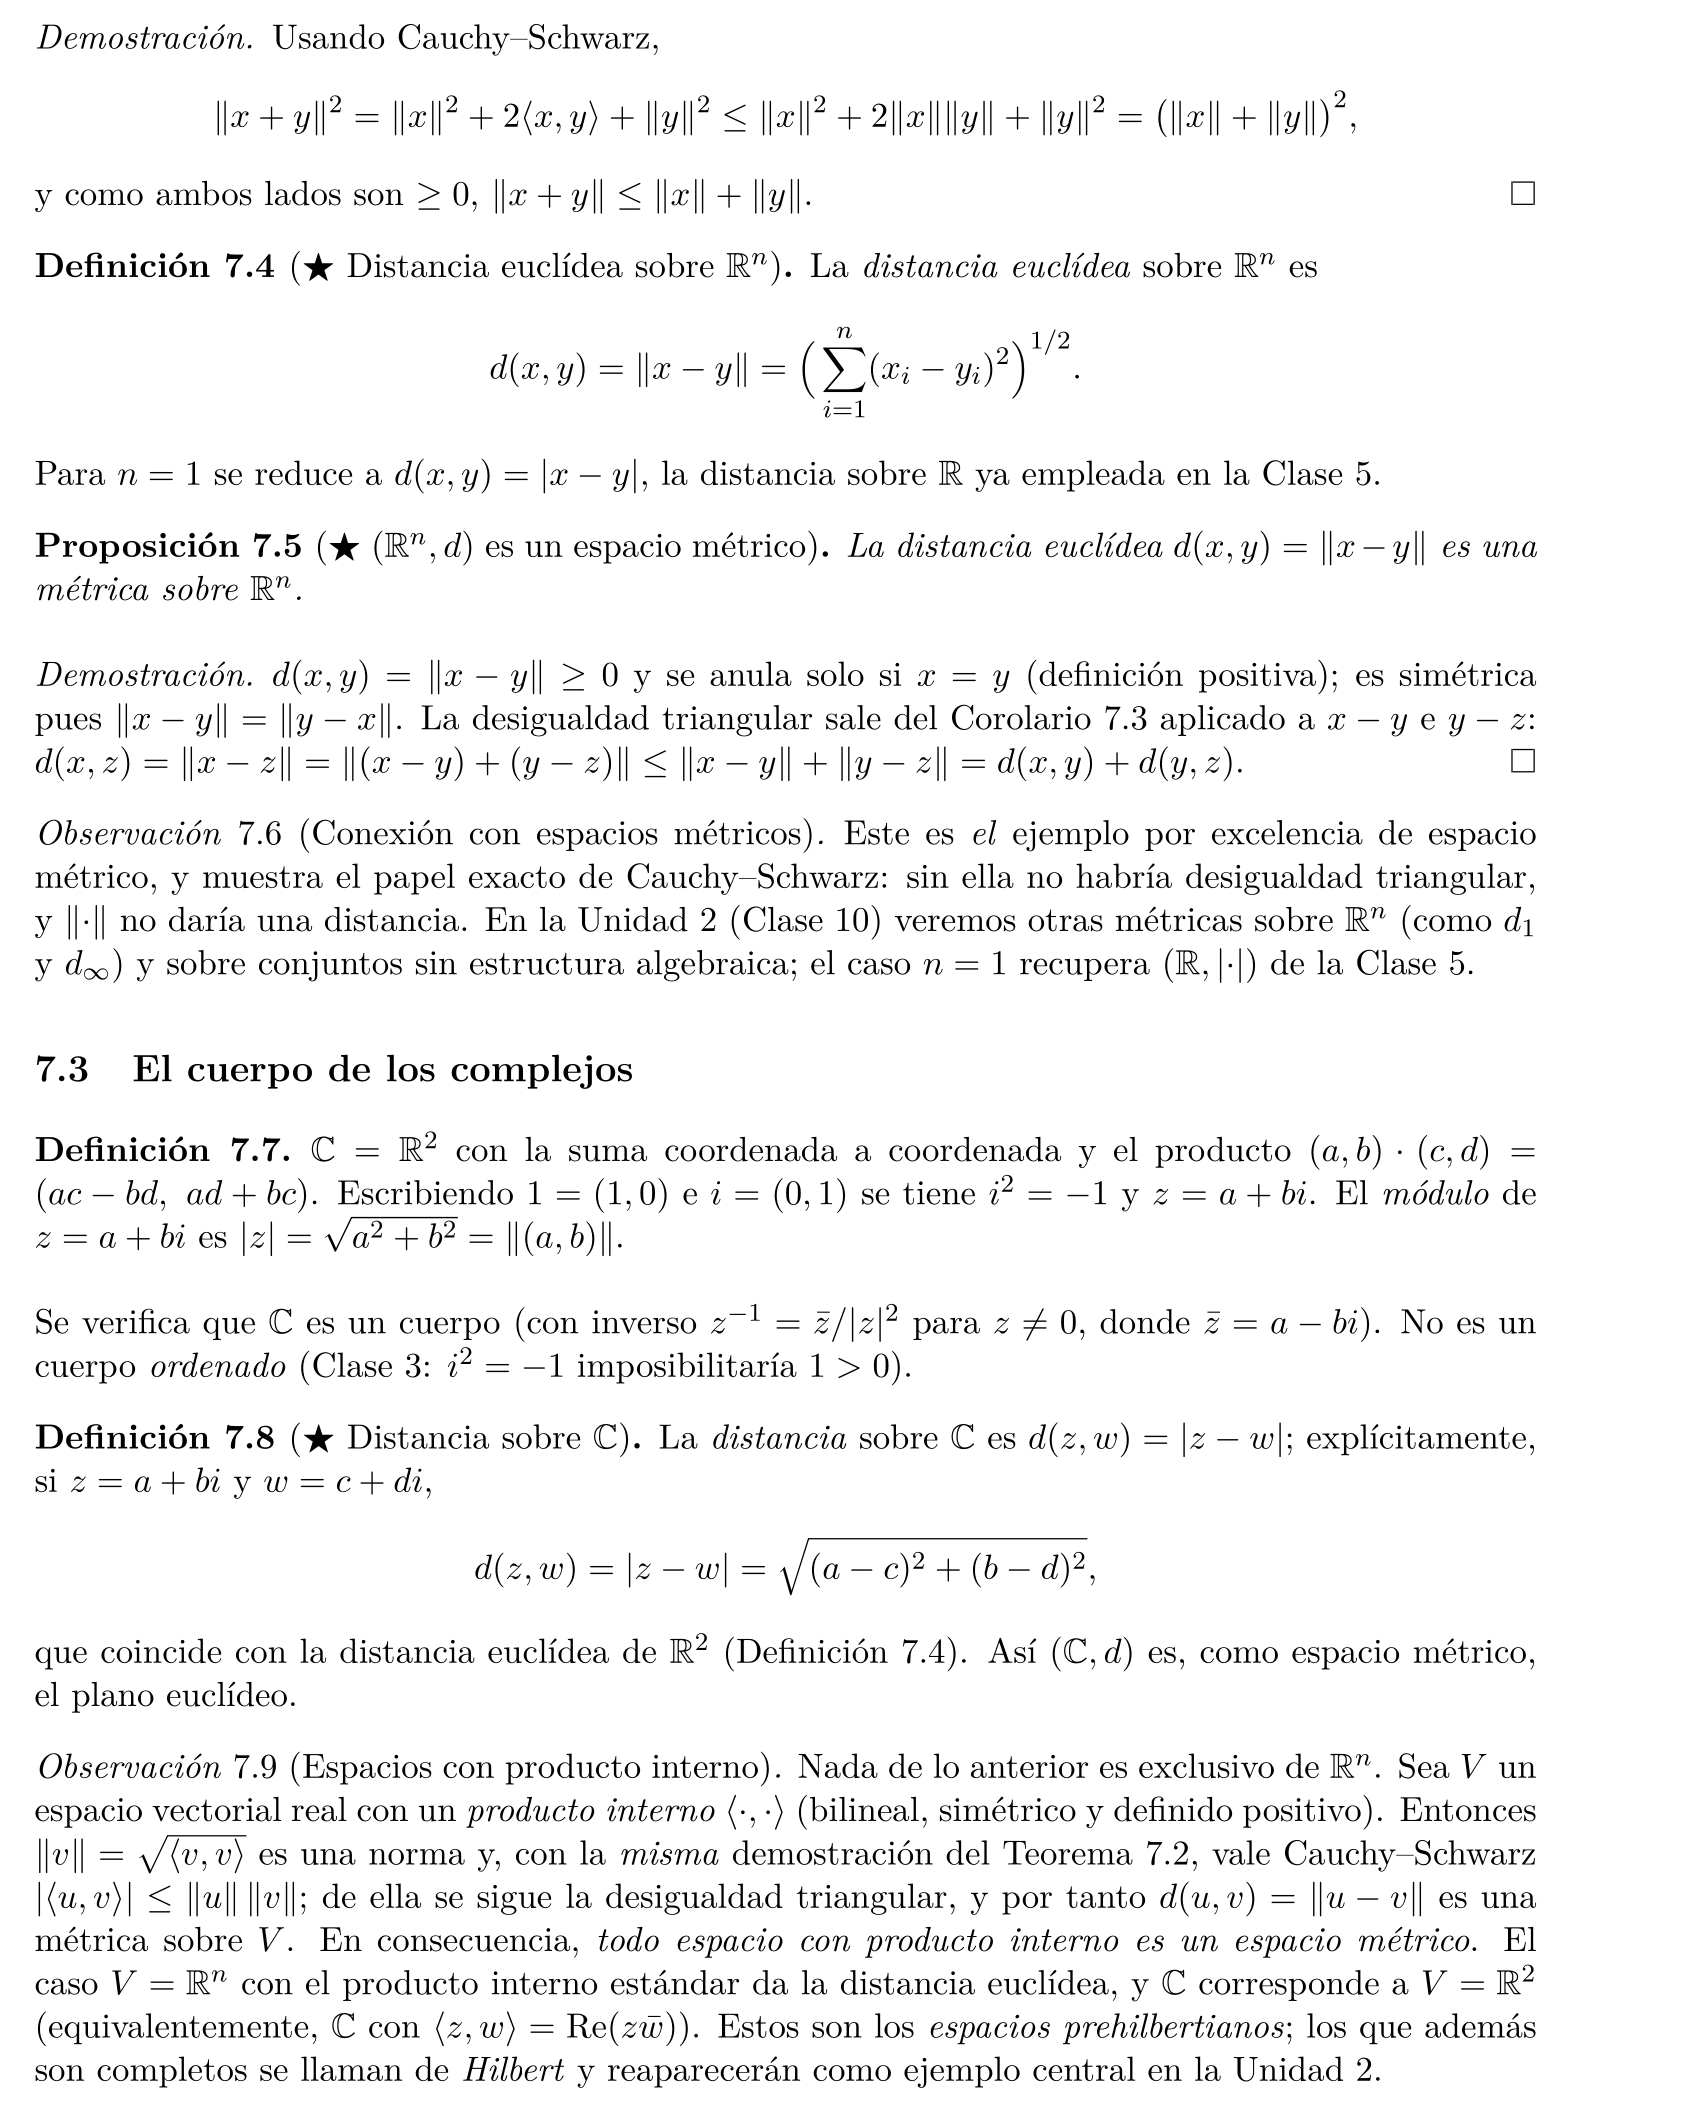 Demostración. Usando Cauchy–Schwarz,
‖x + y‖² = ‖x‖² + 2⟨x, y⟩ + ‖y‖² ≤ ‖x‖² + 2‖x‖‖y‖ + ‖y‖² = (‖x‖ + ‖y‖)²,
y como ambos lados son ≥ 0, ‖x + y‖ ≤ ‖x‖ + ‖y‖. □
Definición 7.4 (★ Distancia euclídea sobre ℝⁿ). La distancia euclídea sobre ℝⁿ es
d(x, y) = ‖x − y‖ = (∑_{i=1}^{n} (x_i − y_i)²)^{1/2}.
Para n = 1 se reduce a d(x, y) = |x − y|, la distancia sobre ℝ ya empleada en la Clase 5.
Proposición 7.5 (★ (ℝⁿ, d) es un espacio métrico). La distancia euclídea d(x, y) = ‖x − y‖ es una
métrica sobre ℝⁿ.
Demostración. d(x, y) = ‖x − y‖ ≥ 0 y se anula solo si x = y (definición positiva); es simétrica
pues ‖x − y‖ = ‖y − x‖. La desigualdad triangular sale del Corolario 7.3 aplicado a x − y e y − z:
d(x, z) = ‖x − z‖ = ‖(x − y) + (y − z)‖ ≤ ‖x − y‖ + ‖y − z‖ = d(x, y) + d(y, z). □
Observación 7.6 (Conexión con espacios métricos). Este es el ejemplo por excelencia de espacio
métrico, y muestra el papel exacto de Cauchy–Schwarz: sin ella no habría desigualdad triangular,
y ‖·‖ no daría una distancia. En la Unidad 2 (Clase 10) veremos otras métricas sobre ℝⁿ (como d₁
y d_∞) y sobre conjuntos sin estructura algebraica; el caso n = 1 recupera (ℝ, |·|) de la Clase 5.
7.3 El cuerpo de los complejos
Definición 7.7. ℂ = ℝ² con la suma coordenada a coordenada y el producto (a, b) · (c, d) =
(ac − bd, ad + bc). Escribiendo 1 = (1, 0) e i = (0, 1) se tiene i² = −1 y z = a + bi. El módulo de
z = a + bi es |z| = √(a² + b²) = ‖(a, b)‖.
Se verifica que ℂ es un cuerpo (con inverso z⁻¹ = z̄/|z|² para z ≠ 0, donde z̄ = a − bi). No es un
cuerpo ordenado (Clase 3: i² = −1 imposibilitaría 1 > 0).
Definición 7.8 (★ Distancia sobre ℂ). La distancia sobre ℂ es d(z, w) = |z − w|; explícitamente,
si z = a + bi y w = c + di,
d(z, w) = |z − w| = √((a − c)² + (b − d)²),
que coincide con la distancia euclídea de ℝ² (Definición 7.4). Así (ℂ, d) es, como espacio métrico,
el plano euclídeo.
Observación 7.9 (Espacios con producto interno). Nada de lo anterior es exclusivo de ℝⁿ. Sea V un
espacio vectorial real con un producto interno ⟨·, ·⟩ (bilineal, simétrico y definido positivo). Entonces
‖v‖ = √⟨v, v⟩ es una norma y, con la misma demostración del Teorema 7.2, vale Cauchy–Schwarz
|⟨u, v⟩| ≤ ‖u‖ ‖v‖; de ella se sigue la desigualdad triangular, y por tanto d(u, v) = ‖u − v‖ es una
métrica sobre V. En consecuencia, todo espacio con producto interno es un espacio métrico. El
caso V = ℝⁿ con el producto interno estándar da la distancia euclídea, y ℂ corresponde a V = ℝ²
(equivalentemente, ℂ con ⟨z, w⟩ = Re(zw̄)). Estos son los espacios prehilbertianos; los que además
son completos se llaman de Hilbert y reaparecerán como ejemplo central en la Unidad 2.